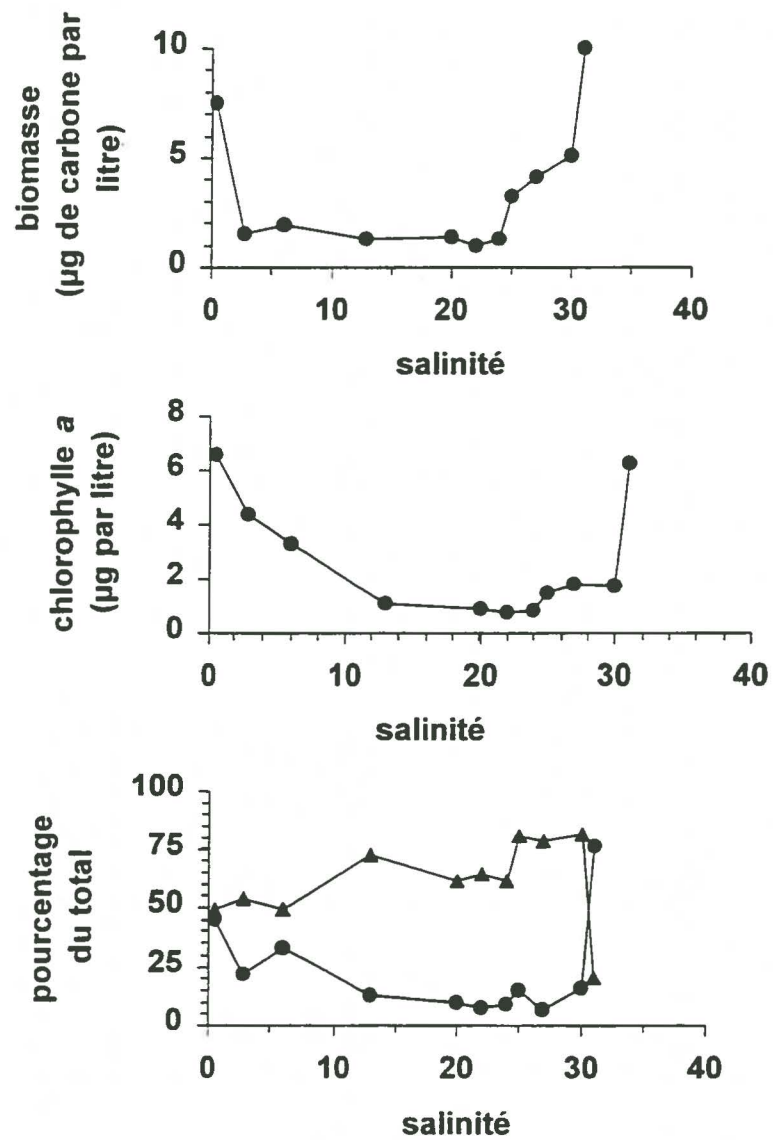 biomasse
(µg de carbone par
litre)
10
5
0
0 10 20 30 40
salinité
chlorophylle a
(µg par litre)
8
6
4
2
0
0 10 20 30 40
salinité
pourcentage
du total
100
75
50
25
0
0 10 20 30 40
salinité